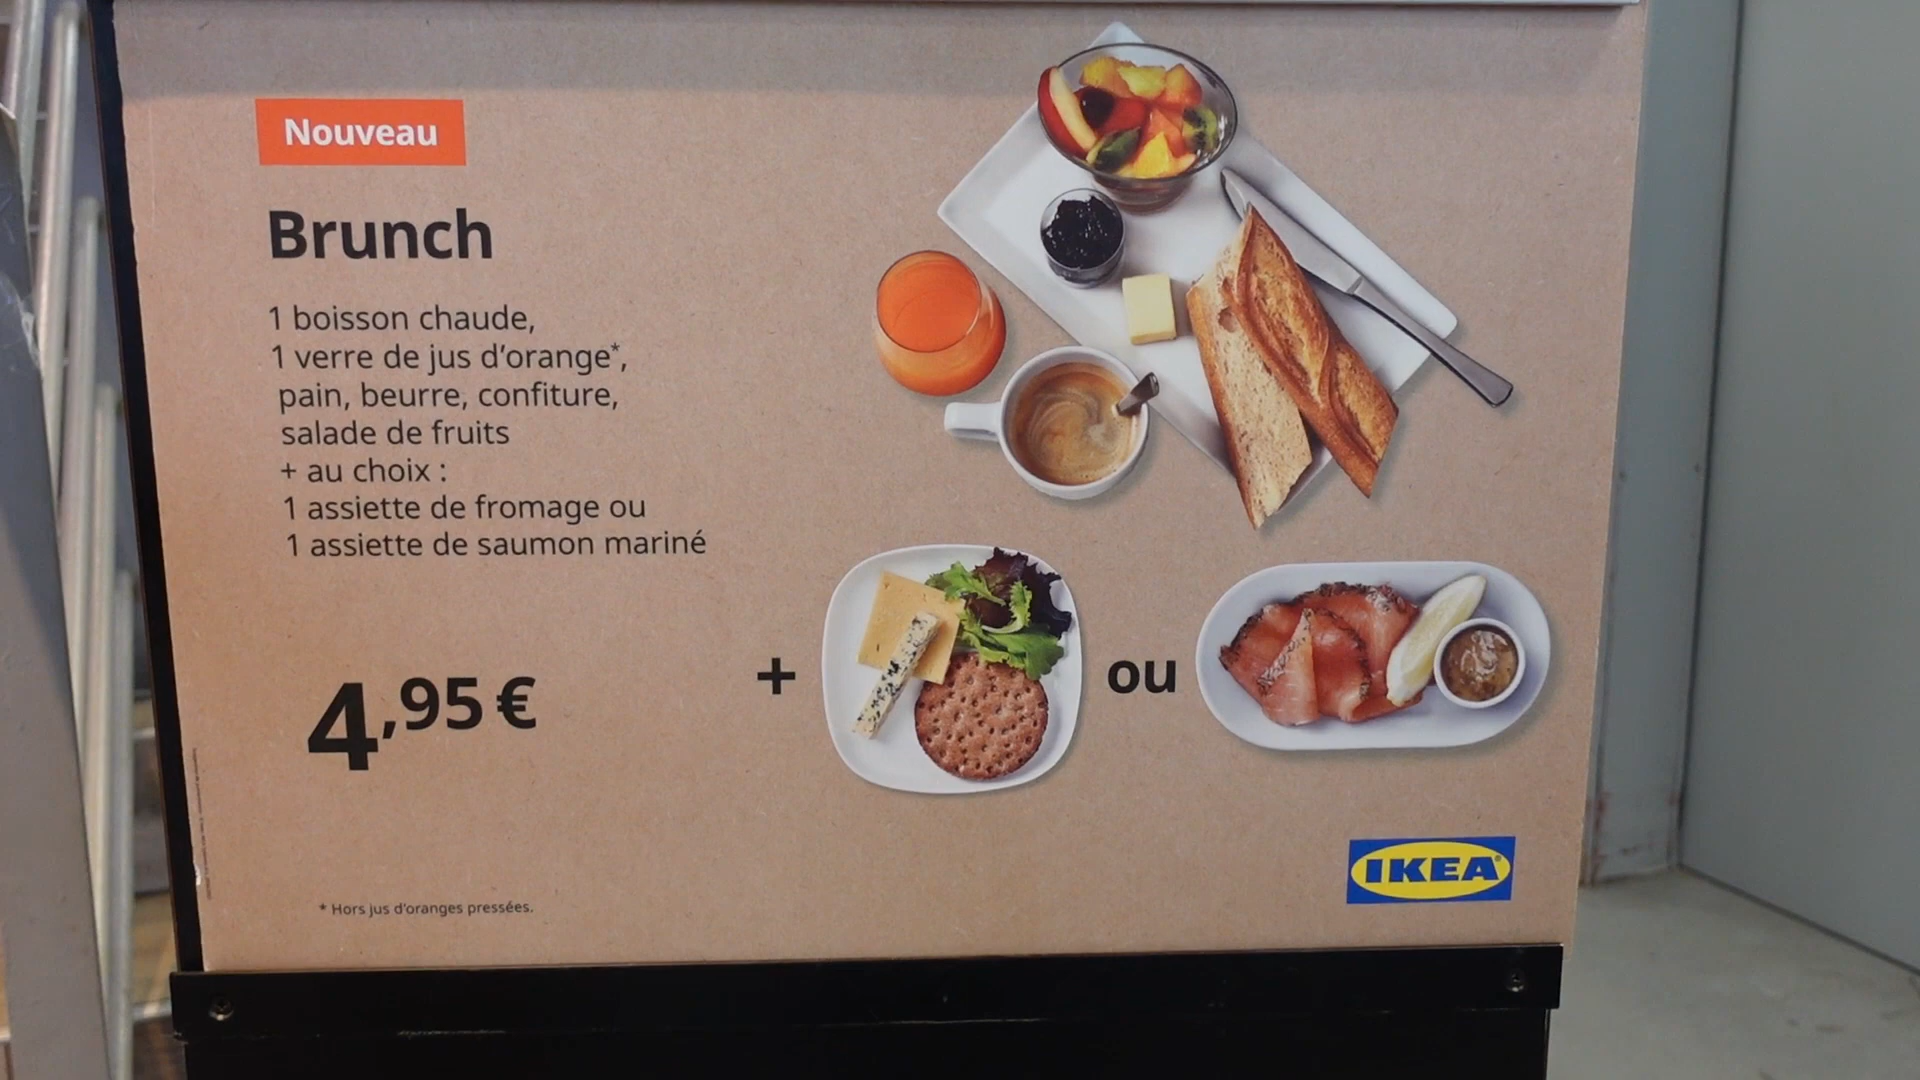 Nouveau
Brunch
1 boisson chaude,
1 verre de jus d'orange*,
pain, beurre, confiture,
salade de fruits
+ au choix :
1 assiette de fromage ou
1 assiette de saumon mariné
4,95 €
+
ou
IKEA
* Hors jus d'oranges pressées.